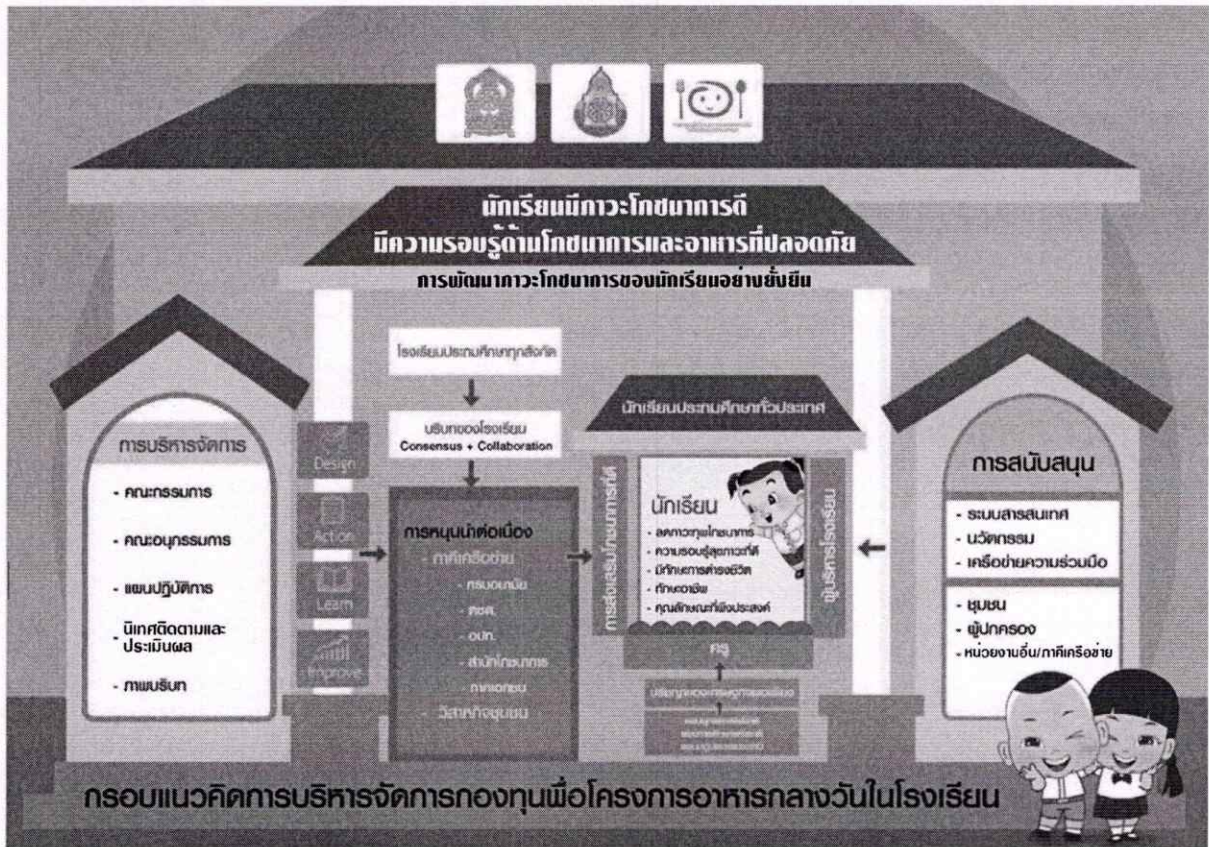 นักเรียนมีภาวะโภชนาการดี
มีความรอบรู้ด้านโภชนาการและอาหารที่ปลอดภัย
การพัฒนาภาวะโภชนาการของนักเรียนอย่างยั่งยืน
การบริหารจัดการ
- คณะกรรมการ
- คณะอนุกรรมการ
- แผนปฏิบัติการ
- นิเทศติดตามและ
ประเมินผล
- ภาพบริบท
Design
Action
Learn
Improve
โรงเรียนประถมศึกษาทุกสังกัด
บริบทของโรงเรียน
Consensus + Collaboration
การหนุนนำต่อเนื่อง
- ภาคีเครือข่าย
- กรมอนามัย
- ตชด.
- อปท.
- สำนักโภชนาการ
- ภาคเอกชน
- วิสาหกิจชุมชน
นักเรียนประถมศึกษาทั่วประเทศ
การส่งเสริมโภชนาการที่ดี
นักเรียน
- ลดภาวะทุพโภชนาการ
- ความรอบรู้สุขภาวะที่ดี
- มีทักษะการดำรงชีวิต
- ทักษะอาชีพ
- คุณลักษณะที่พึงประสงค์
ผู้บริหารโรงเรียน
ครู
ปรัชญาของเศรษฐกิจพอเพียง
การสนับสนุน
- ระบบสารสนเทศ
- นวัตกรรม
- เครือข่ายความร่วมมือ
- ชุมชน
- ผู้ปกครอง
- หน่วยงานอื่น/ภาคีเครือข่าย
กรอบแนวคิดการบริหารจัดการกองทุนเพื่อโครงการอาหารกลางวันในโรงเรียน